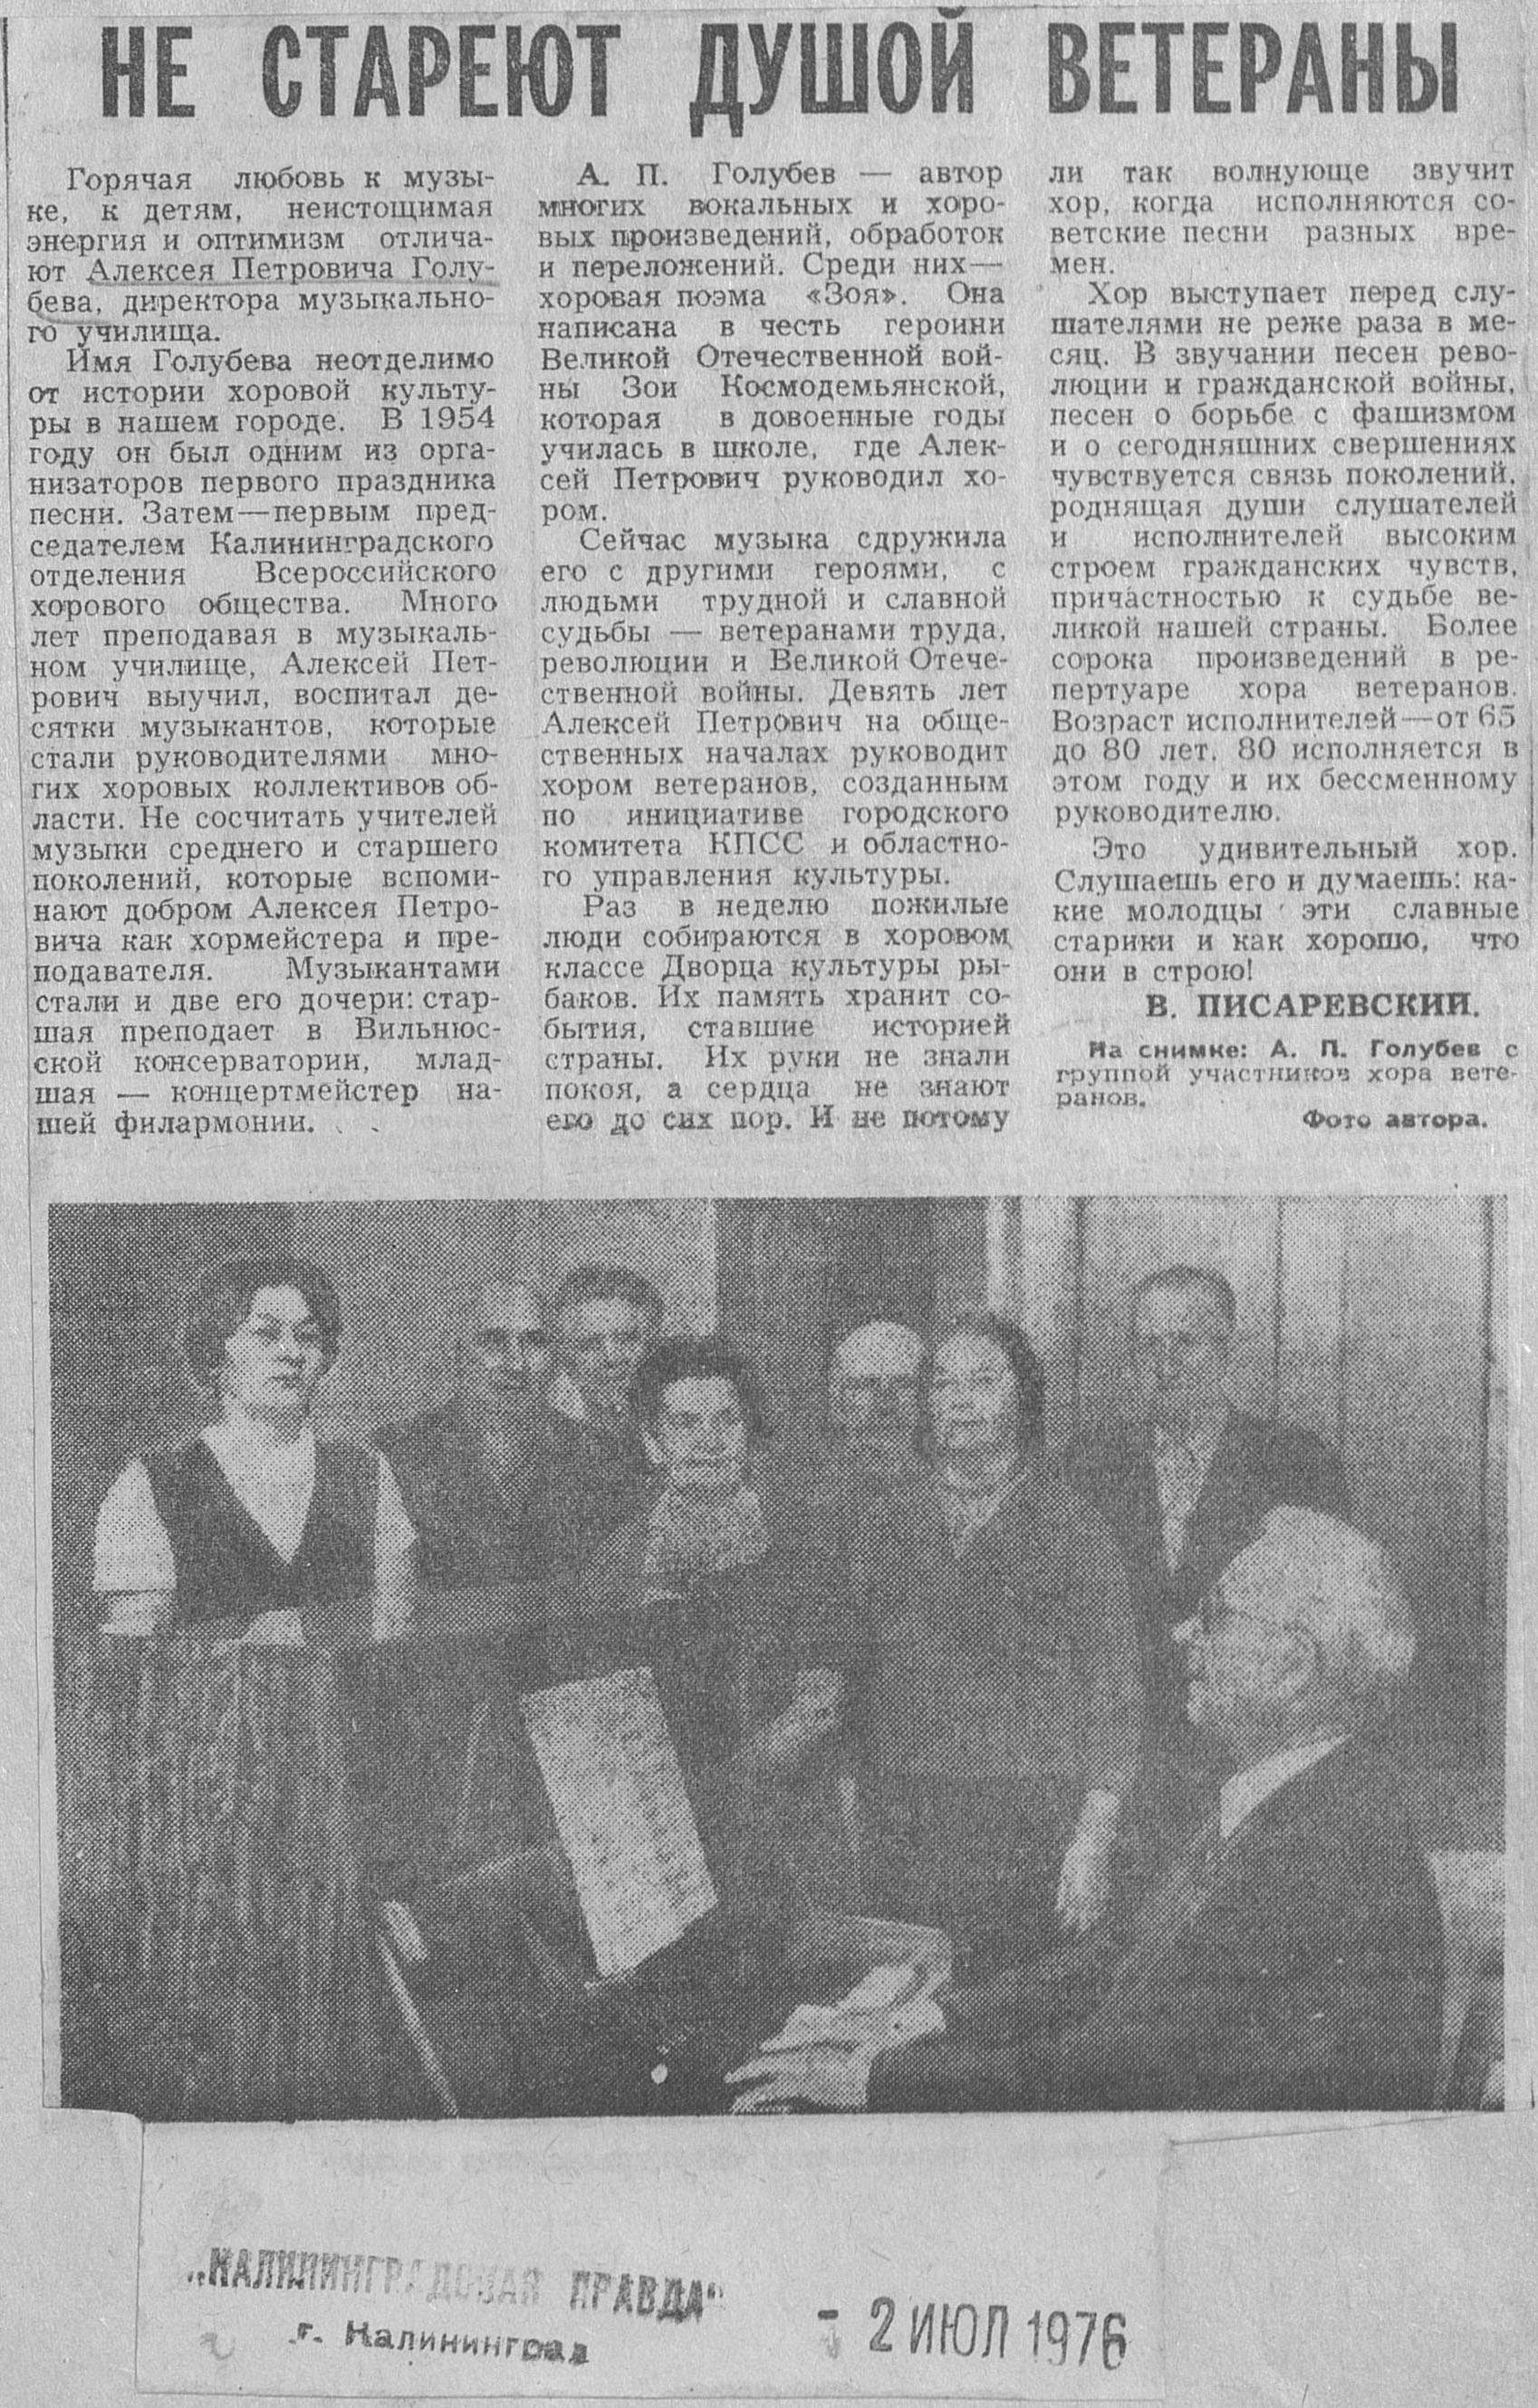 НЕ СТАРЕЮТ ДУШОЙ ВЕТЕРАНЫ
Горячая любовь к музы-
ке, к детям, неистощимая
энергия и оптимизм отлича-
ют Алексея Петровича Голу-
бева, директора музыкально-
го училища.
Имя Голубева неотделимо
от истории хоровой культу-
ры в нашем городе. В 1954
году он был одним из орга-
низаторов первого праздника
песни. Затем—первым пред-
седателем Калининградского
отделения Всероссийского
хорового общества. Много
лет преподавая в музыкаль-
ном училище, Алексей Пет-
рович выучил, воспитал де-
сятки музыкантов, которые
стали руководителями мно-
гих хоровых коллективов об-
ласти. Не сосчитать учителей
музыки среднего и старшего
поколений, которые вспоми-
нают добром Алексея Петро-
вича как хормейстера и пре-
подавателя. Музыкантами
стали и две его дочери: стар-
шая преподает в Вильнюс-
ской консерватории, млад-
шая — концертмейстер на-
шей филармонии.
А. П. Голубев — автор
многих вокальных и хоро-
вых произведений, обработок
и переложений. Среди них—
хоровая поэма «Зоя». Она
написана в честь героини
Великой Отечественной вой-
ны Зои Космодемьянской,
которая в довоенные годы
училась в школе, где Алек-
сей Петрович руководил хо-
ром.
Сейчас музыка сдружила
его с другими героями, с
людьми трудной и славной
судьбы — ветеранами труда,
революции и Великой Отече-
ственной войны. Девять лет
Алексей Петрович на обще-
ственных началах руководит
хором ветеранов, созданным
по инициативе городского
комитета КПСС и областно-
го управления культуры.
Раз в неделю пожилые
люди собираются в хоровом
классе Дворца культуры ры-
баков. Их память хранит со-
бытия, ставшие историей
страны. Их руки не знали
покоя, а сердца не знают
его до сих пор. И не потому
ли так волнующе звучит
хор, когда исполняются со-
ветские песни разных вре-
мен.
Хор выступает перед слу-
шателями не реже раза в ме-
сяц. В звучании песен рево-
люции и гражданской войны,
песен о борьбе с фашизмом
и о сегодняшних свершениях
чувствуется связь поколений,
роднящая души слушателей
и исполнителей высоким
строем гражданских чувств,
причастностью к судьбе ве-
ликой нашей страны. Более
сорока произведений в ре-
пертуаре хора ветеранов.
Возраст исполнителей—от 65
до 80 лет. 80 исполняется в
этом году и их бессменному
руководителю.
Это удивительный хор.
Слушаешь его и думаешь: ка-
кие молодцы эти славные
старики и как хорошо, что
они в строю!
В. ПИСАРЕВСКИЙ.
На снимке: А. П. Голубев с
группой участников хора вете-
ранов.
Фото автора.
„КАЛИНИНГРАДСКАЯ ПРАВДА"
г. Калининград
- 2 ИЮЛ 1976